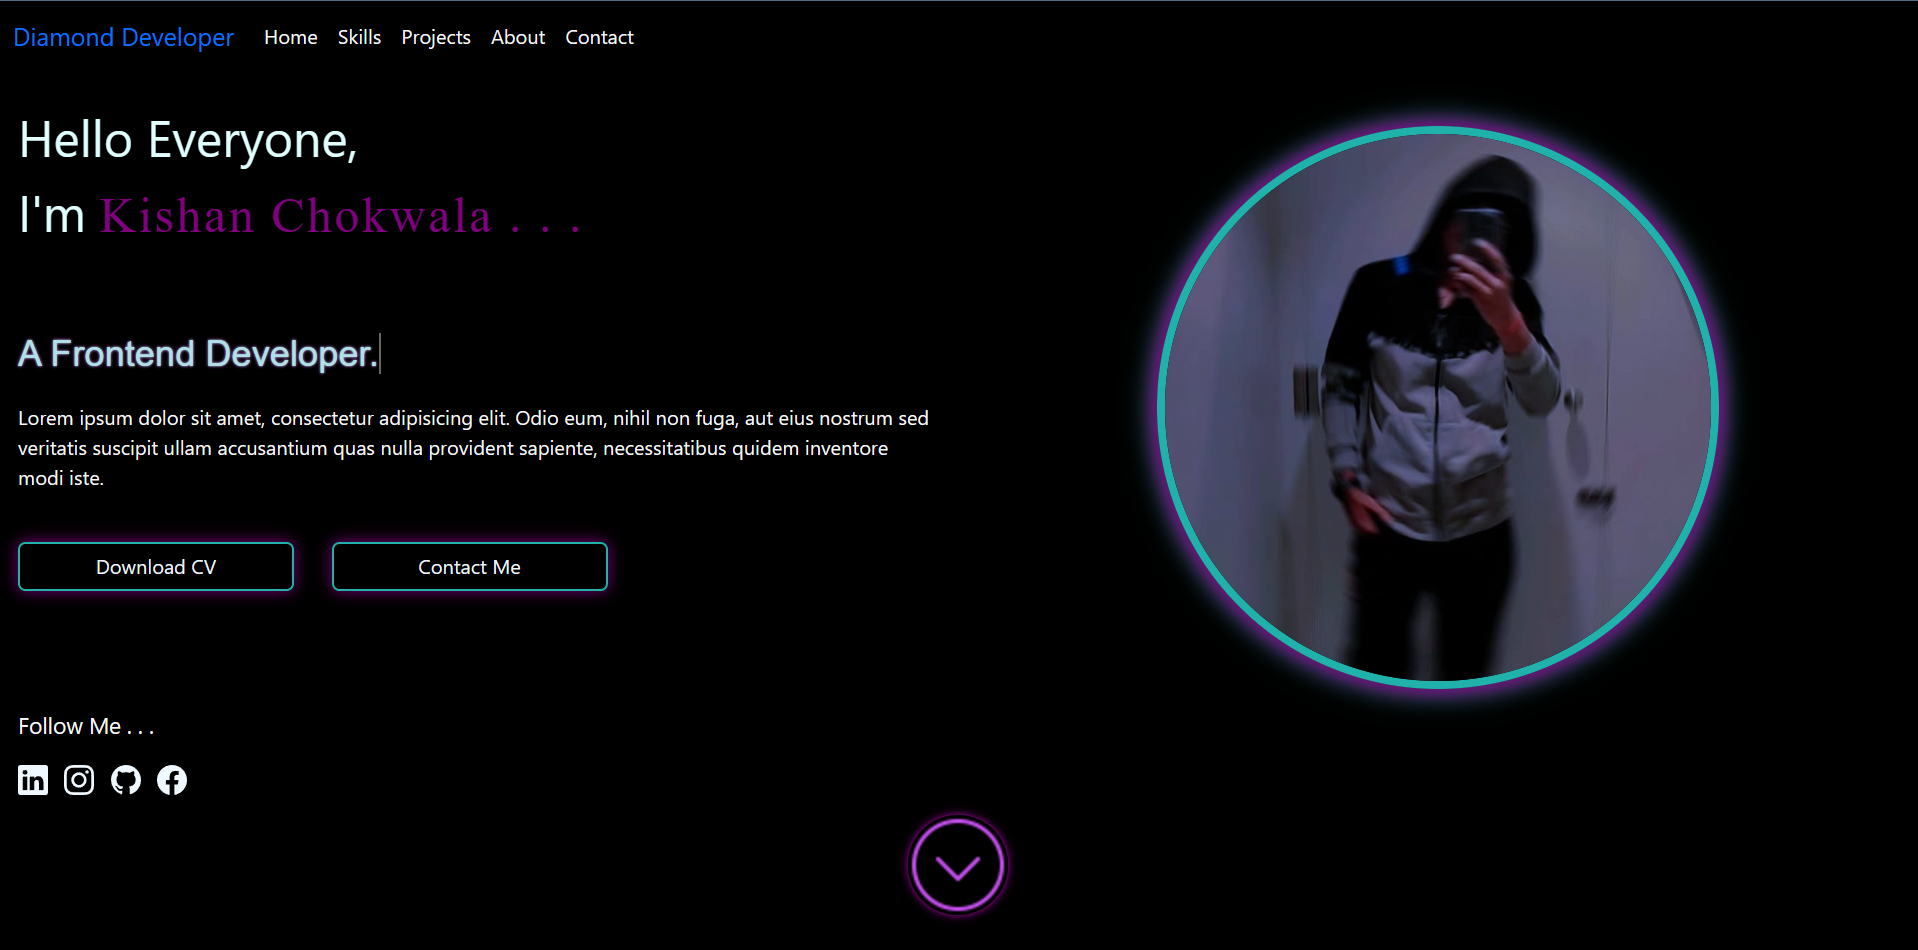 Diamond Developer Home Skills Projects About Contact
Hello Everyone,
I'm Kishan Chokwala . . .
A Frontend Developer.
Lorem ipsum dolor sit amet, consectetur adipisicing elit. Odio eum, nihil non fuga, aut eius nostrum sed
veritatis suscipit ullam accusantium quas nulla provident sapiente, necessitatibus quidem inventore
modi iste.
Download CV Contact Me
Follow Me . . .